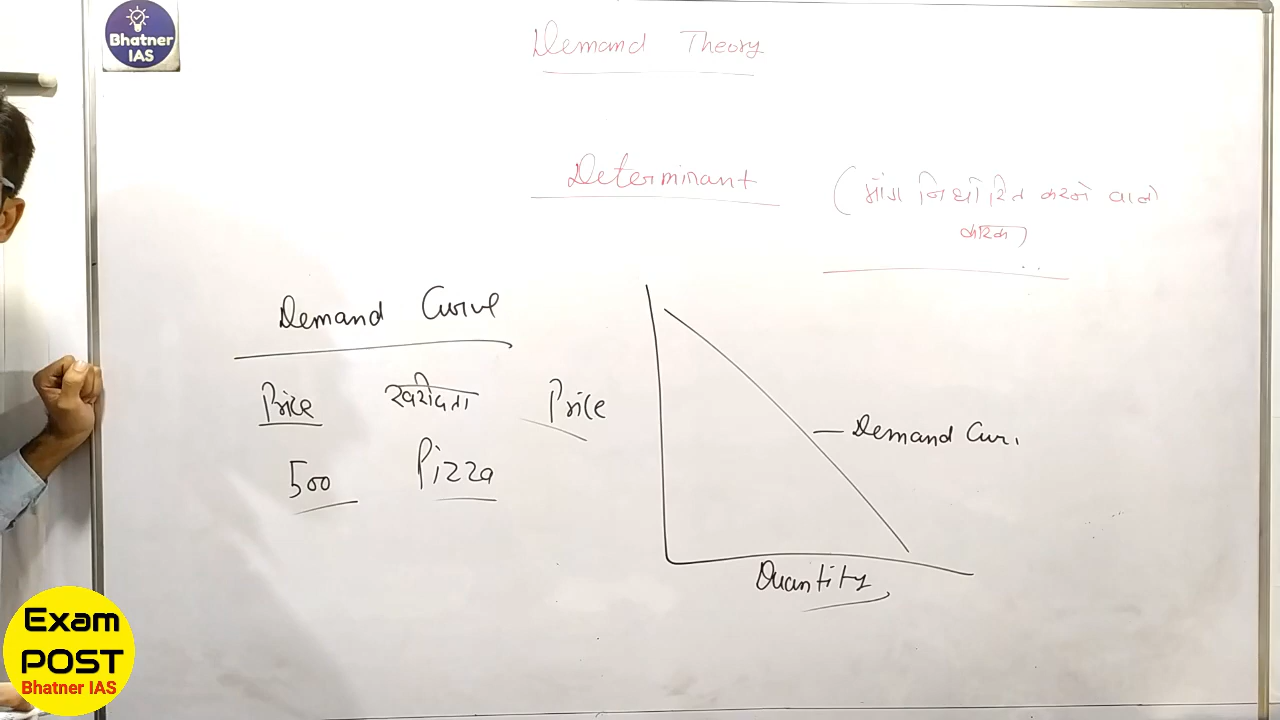 Bhatner
IAS
Demand Theory
Determinant
(माँग निर्धारित करने वाले
कारक)
Demand Curve
Price खरीदता
500 Pizza
Price
Demand Cur.
Quantity
Exam
POST
Bhatner IAS